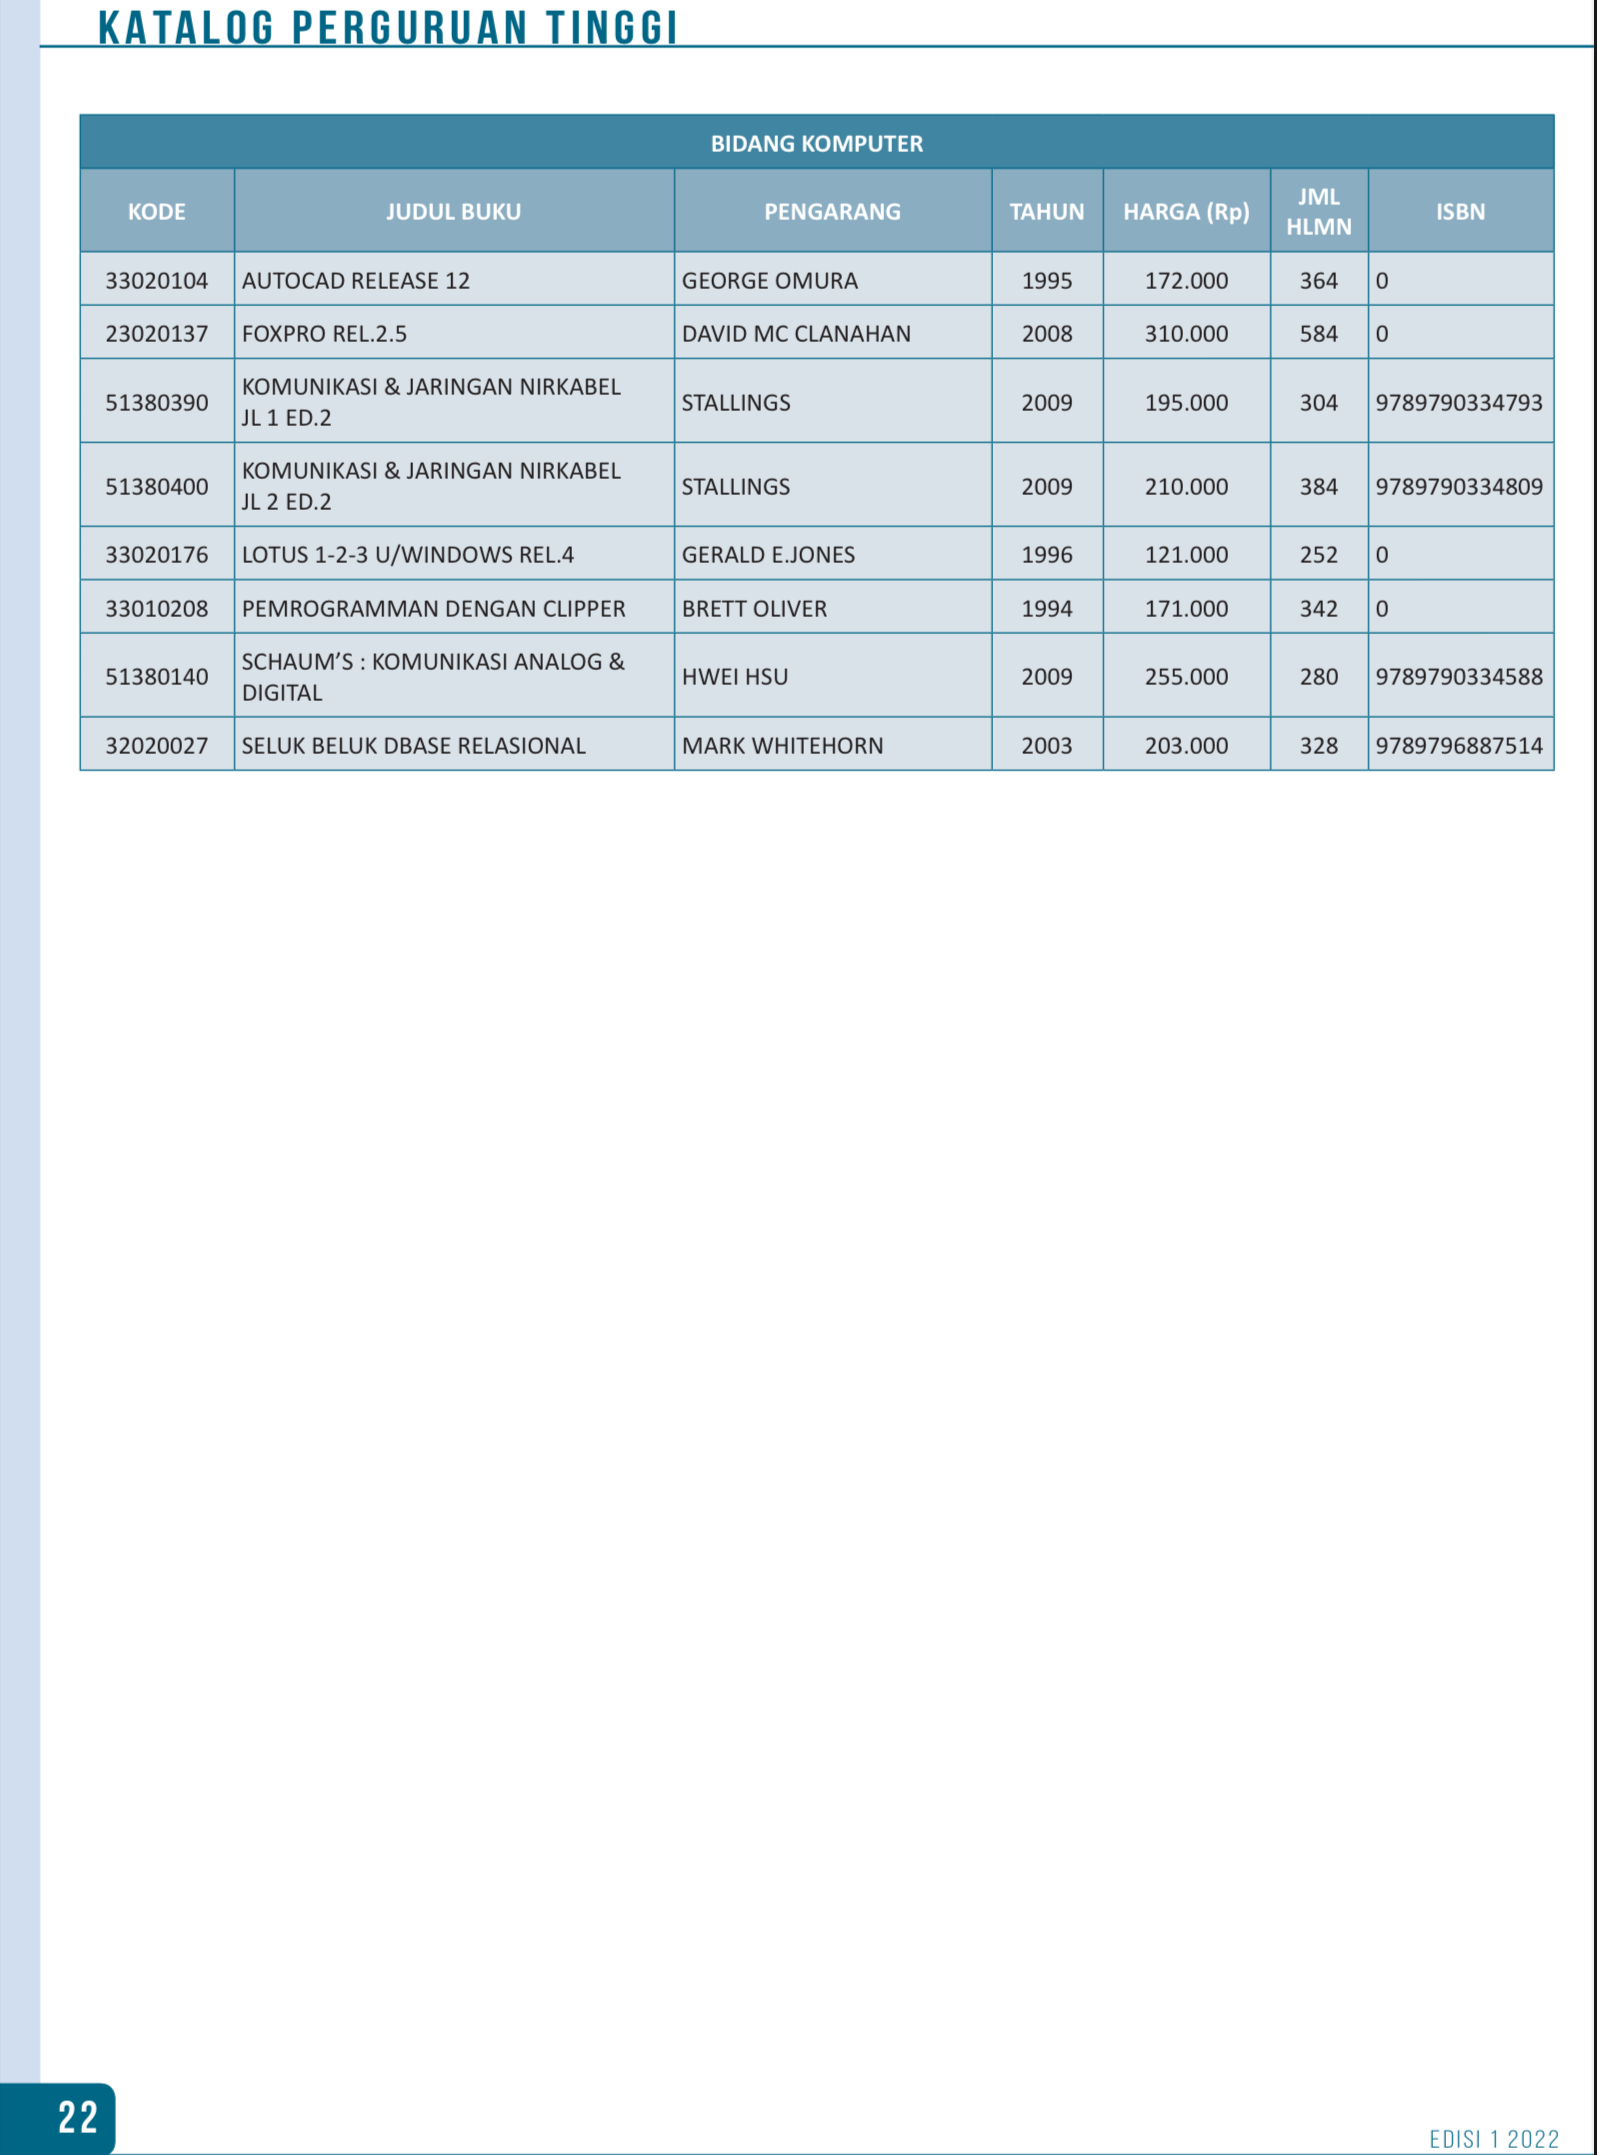 KATALOG PERGURUAN TINGGI
BIDANG KOMPUTER
KODE JUDUL BUKU PENGARANG TAHUN HARGA (Rp) JML HLMN ISBN
33020104 AUTOCAD RELEASE 12 GEORGE OMURA 1995 172.000 364 0
23020137 FOXPRO REL.2.5 DAVID MC CLANAHAN 2008 310.000 584 0
51380390 KOMUNIKASI & JARINGAN NIRKABEL JL 1 ED.2 STALLINGS 2009 195.000 304 9789790334793
51380400 KOMUNIKASI & JARINGAN NIRKABEL JL 2 ED.2 STALLINGS 2009 210.000 384 9789790334809
33020176 LOTUS 1-2-3 U/WINDOWS REL.4 GERALD E.JONES 1996 121.000 252 0
33010208 PEMROGRAMMAN DENGAN CLIPPER BRETT OLIVER 1994 171.000 342 0
51380140 SCHAUM’S : KOMUNIKASI ANALOG & DIGITAL HWEI HSU 2009 255.000 280 9789790334588
32020027 SELUK BELUK DBASE RELASIONAL MARK WHITEHORN 2003 203.000 328 9789796887514
22
EDISI 1 2022